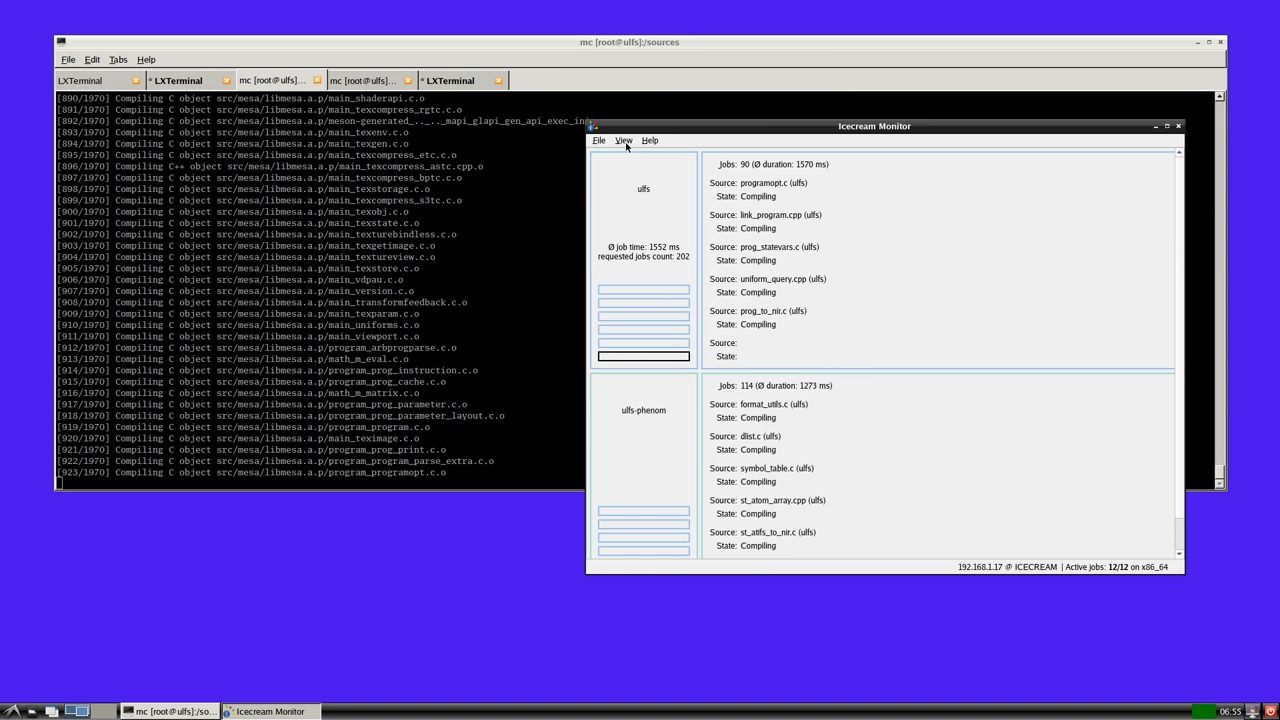 mc [root@ulfs]:/sources
File Edit Tabs Help
LXTerminal
* LXTerminal
mc [root@ulfs]...
mc [root@ulfs]...
* LXTerminal
[890/1970] Compiling C object src/mesa/libmesa.a.p/main_shaderapi.c.o
[891/1970] Compiling C object src/mesa/libmesa.a.p/main_texcompress_rgtc.c.o
[892/1970] Compiling C object src/mesa/libmesa.a.p/meson-generated_.._.._mapi_glapi_gen_api_exec_in
[893/1970] Compiling C object src/mesa/libmesa.a.p/main_texenv.c.o
[894/1970] Compiling C object src/mesa/libmesa.a.p/main_texgen.c.o
[895/1970] Compiling C object src/mesa/libmesa.a.p/main_texcompress_etc.c.o
[896/1970] Compiling C++ object src/mesa/libmesa.a.p/main_texcompress_astc.cpp.o
[897/1970] Compiling C object src/mesa/libmesa.a.p/main_texcompress_bptc.c.o
[898/1970] Compiling C object src/mesa/libmesa.a.p/main_texstorage.c.o
[899/1970] Compiling C object src/mesa/libmesa.a.p/main_texcompress_s3tc.c.o
[900/1970] Compiling C object src/mesa/libmesa.a.p/main_texobj.c.o
[901/1970] Compiling C object src/mesa/libmesa.a.p/main_texstate.c.o
[902/1970] Compiling C object src/mesa/libmesa.a.p/main_texturebindless.c.o
[903/1970] Compiling C object src/mesa/libmesa.a.p/main_texgetimage.c.o
[904/1970] Compiling C object src/mesa/libmesa.a.p/main_textureview.c.o
[905/1970] Compiling C object src/mesa/libmesa.a.p/main_texstore.c.o
[906/1970] Compiling C object src/mesa/libmesa.a.p/main_vdpau.c.o
[907/1970] Compiling C object src/mesa/libmesa.a.p/main_version.c.o
[908/1970] Compiling C object src/mesa/libmesa.a.p/main_transformfeedback.c.o
[909/1970] Compiling C object src/mesa/libmesa.a.p/main_texparam.c.o
[910/1970] Compiling C object src/mesa/libmesa.a.p/main_uniforms.c.o
[911/1970] Compiling C object src/mesa/libmesa.a.p/main_viewport.c.o
[912/1970] Compiling C object src/mesa/libmesa.a.p/program_arbprogparse.c.o
[913/1970] Compiling C object src/mesa/libmesa.a.p/math_m_eval.c.o
[914/1970] Compiling C object src/mesa/libmesa.a.p/program_prog_instruction.c.o
[915/1970] Compiling C object src/mesa/libmesa.a.p/program_prog_cache.c.o
[916/1970] Compiling C object src/mesa/libmesa.a.p/math_m_matrix.c.o
[917/1970] Compiling C object src/mesa/libmesa.a.p/program_prog_parameter.c.o
[918/1970] Compiling C object src/mesa/libmesa.a.p/program_prog_parameter_layout.c.o
[919/1970] Compiling C object src/mesa/libmesa.a.p/program_program.c.o
[920/1970] Compiling C object src/mesa/libmesa.a.p/main_teximage.c.o
[921/1970] Compiling C object src/mesa/libmesa.a.p/program_prog_print.c.o
[922/1970] Compiling C object src/mesa/libmesa.a.p/program_program_parse_extra.c.o
[923/1970] Compiling C object src/mesa/libmesa.a.p/program_programopt.c.o
Icecream Monitor
File View Help
ulfs
Ø job time: 1552 ms
requested jobs count: 202
Jobs: 90 (Ø duration: 1570 ms)
Source: programopt.c (ulfs)
State: Compiling
Source: link_program.cpp (ulfs)
State: Compiling
Source: prog_statevars.c (ulfs)
State: Compiling
Source: uniform_query.cpp (ulfs)
State: Compiling
Source: prog_to_nir.c (ulfs)
State: Compiling
Source:
State:
ulfs-phenom
Jobs: 114 (Ø duration: 1273 ms)
Source: format_utils.c (ulfs)
State: Compiling
Source: dlist.c (ulfs)
State: Compiling
Source: symbol_table.c (ulfs)
State: Compiling
Source: st_atom_array.cpp (ulfs)
State: Compiling
Source: st_atifs_to_nir.c (ulfs)
State: Compiling
192.168.1.17 @ ICECREAM | Active jobs: 12/12 on x86_64
mc [root@ulfs]:/so...
Icecream Monitor
06:55